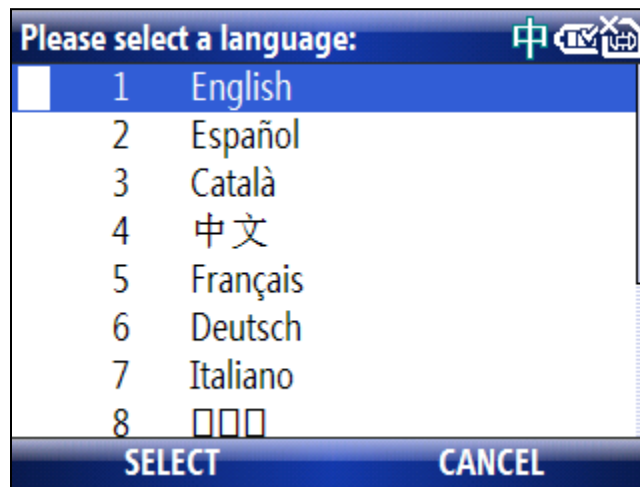 Please select a language: 中
1 English
2 Español
3 Català
4 中文
5 Français
6 Deutsch
7 Italiano
8 □□□
SELECT CANCEL